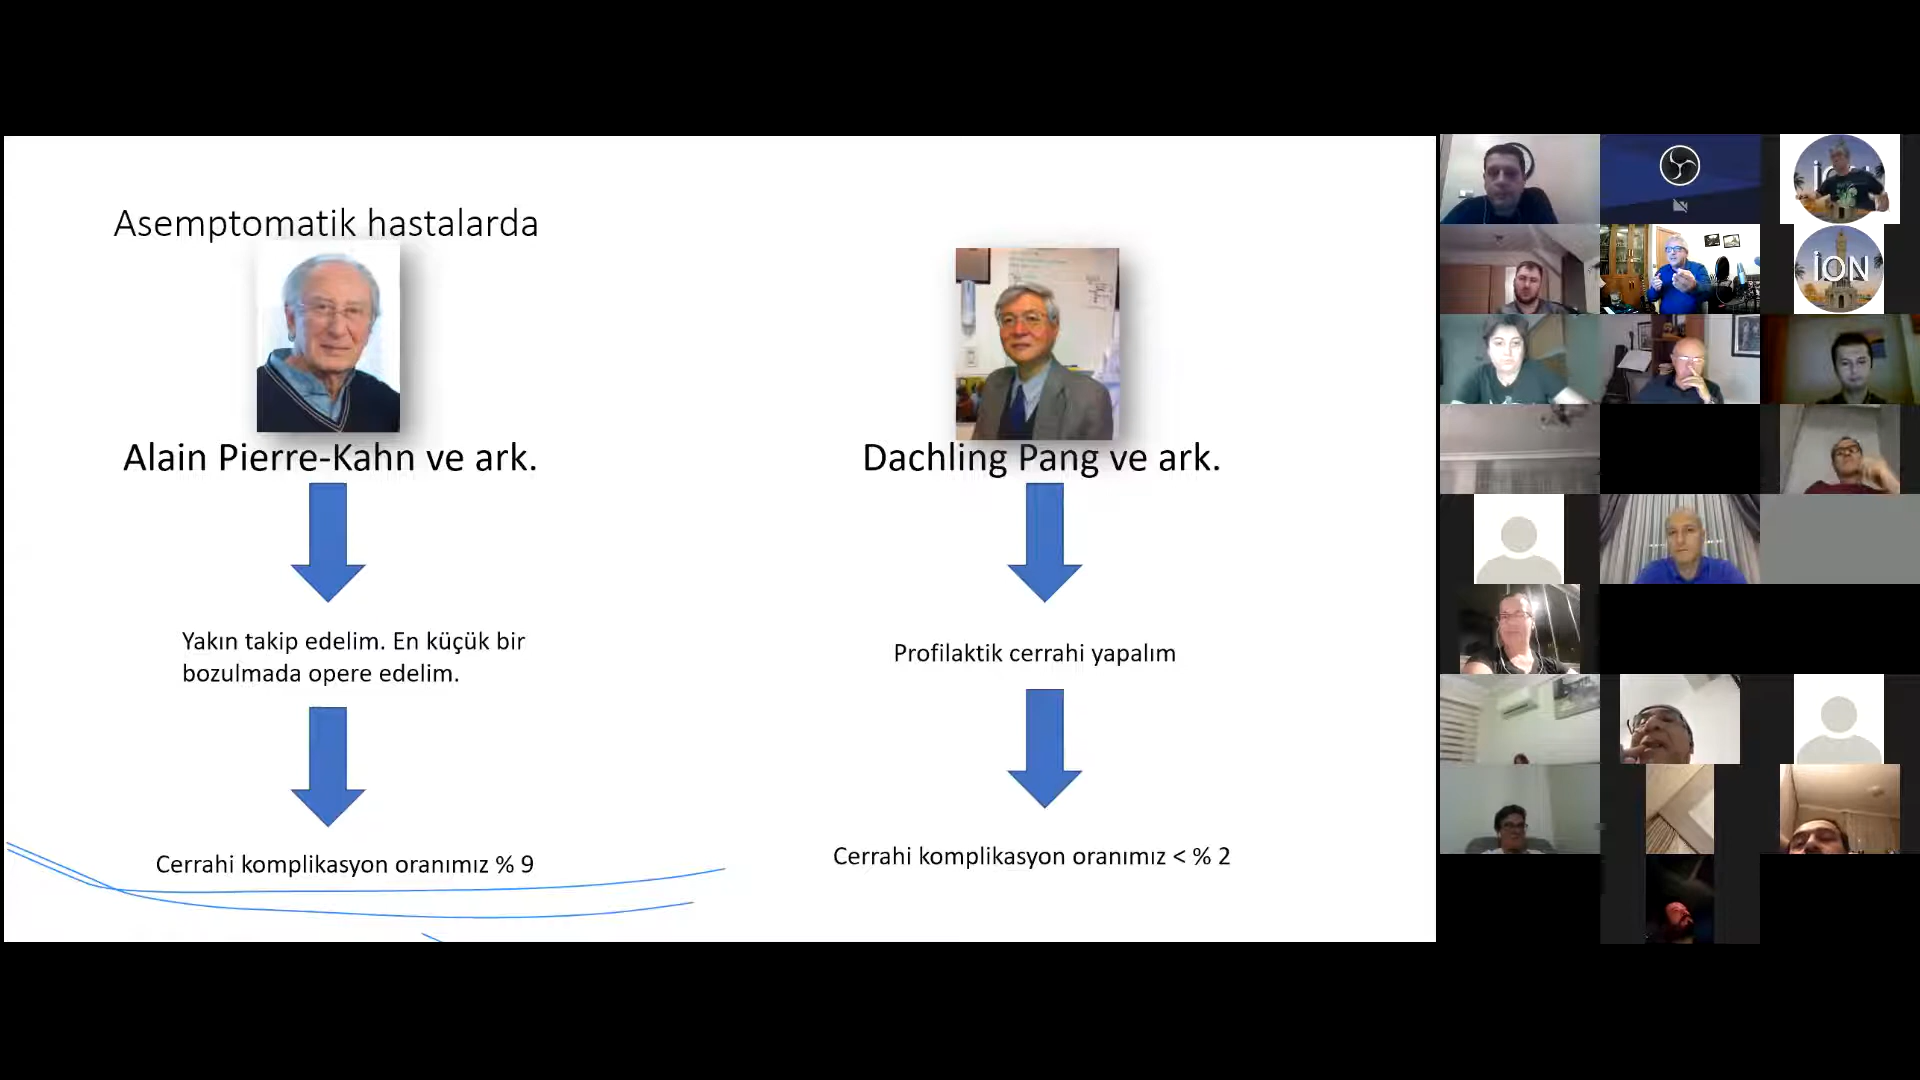 Asemptomatik hastalarda
Alain Pierre-Kahn ve ark.
Yakın takip edelim. En küçük bir
bozulmada opere edelim.
Cerrahi komplikasyon oranımız % 9
Dachling Pang ve ark.
Profilaktik cerrahi yapalım
Cerrahi komplikasyon oranımız < % 2
İON